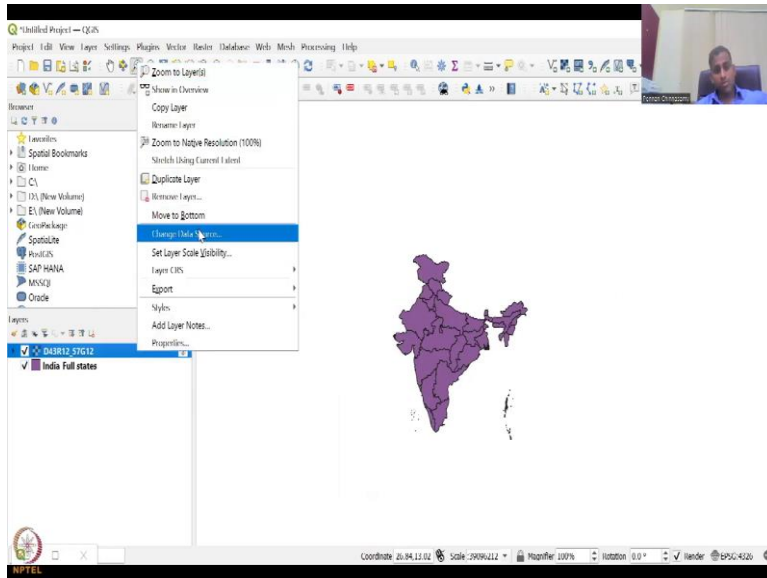 *Untitled Project — QGIS
Project Edit View Layer Settings Plugins Vector Raster Database Web Mesh Processing Help
Zoom to Layer(s)
Show in Overview
Copy Layer
Rename Layer
Zoom to Native Resolution (100%)
Stretch Using Current Extent
Duplicate Layer
Remove Layer...
Move to Bottom
Change Data Source...
Set Layer Scale Visibility...
Layer CRS
Export
Styles
Add Layer Notes...
Properties...
Browser
Favorites
Spatial Bookmarks
Home
C:\
D:\ (New Volume)
E:\ (New Volume)
GeoPackage
SpatiaLite
PostGIS
SAP HANA
MSSQL
Oracle
Layers
D43R12_57G12
India Full states
Pennan Chinnasamy
Coordinate 26.84,13.02 Scale :39096212 Magnifier 100% Rotation 0.0 ° Render EPSG:4326
NPTEL